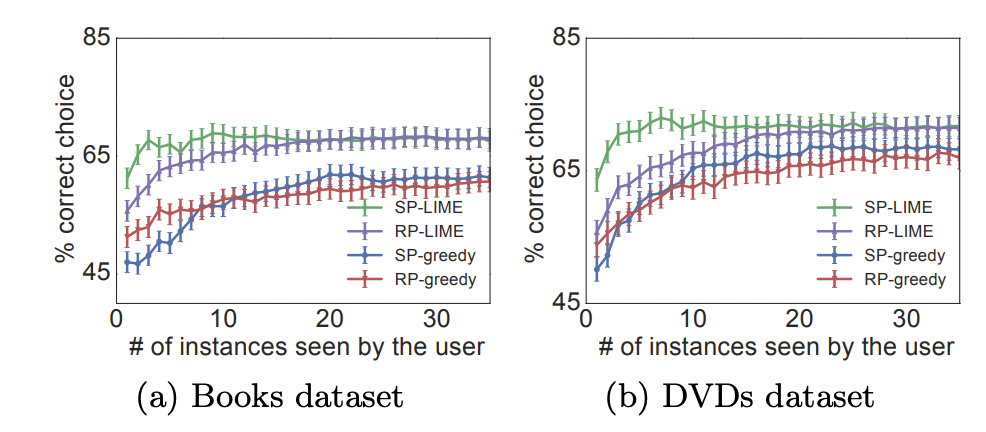 85
65
45
% correct choice
SP-LIME
RP-LIME
SP-greedy
RP-greedy
0 10 20 30
# of instances seen by the user
(a) Books dataset
85
65
45
% correct choice
SP-LIME
RP-LIME
SP-greedy
RP-greedy
0 10 20 30
# of instances seen by the user
(b) DVDs dataset